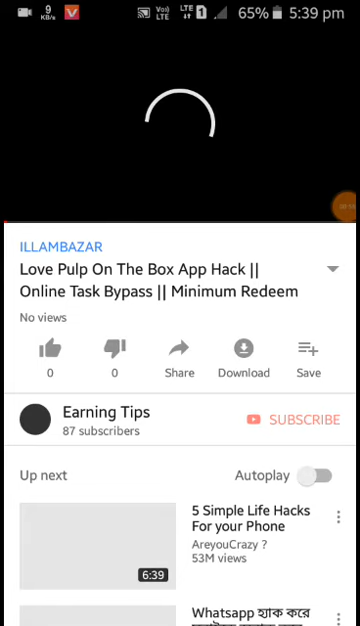 9
KB/s
Vo))
LTE
LTE
1
65%
5:39 pm
ILLAMBAZAR
Love Pulp On The Box App Hack ||
Online Task Bypass || Minimum Redeem
No views
0
0
Share
Download
Save
Earning Tips
87 subscribers
SUBSCRIBE
Up next
Autoplay
5 Simple Life Hacks
For your Phone
AreyouCrazy ?
53M views
6:39
Whatsapp হ্যাক করে